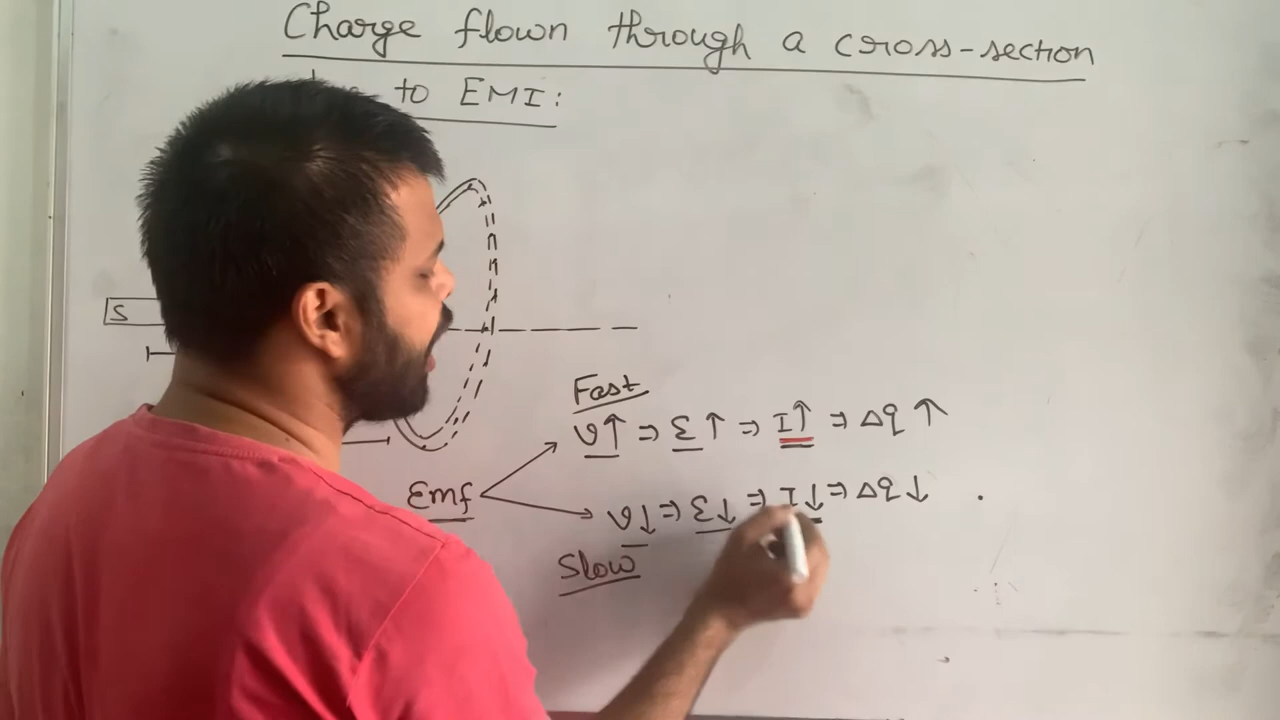 Charge flown through a cross-section
to EMI:
S
Fast
v↑ ⇒ Ɛ↑ ⇒ I↑ ⇒ Δq ↑
Emf
v↓ ⇒ Ɛ↓ ⇒ I↓ ⇒ Δq ↓
Slow